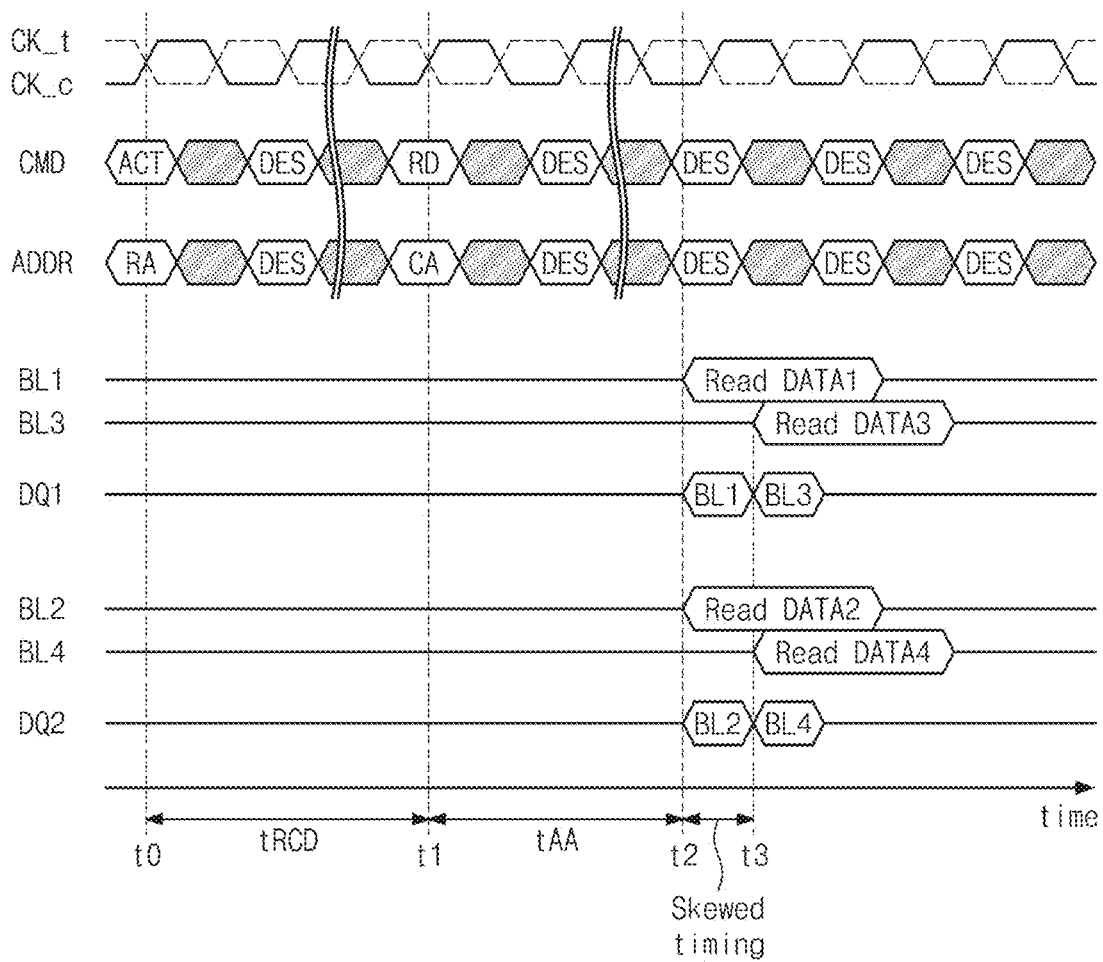 CK_t
CK_c
CMD ACT DES RD DES DES DES DES
ADDR RA DES CA DES DES DES DES
BL1 Read DATA1
BL3 Read DATA3
DQ1 BL1 BL3
BL2 Read DATA2
BL4 Read DATA4
DQ2 BL2 BL4
time
tRCD tAA
t0 t1 t2 t3
Skewed
timing